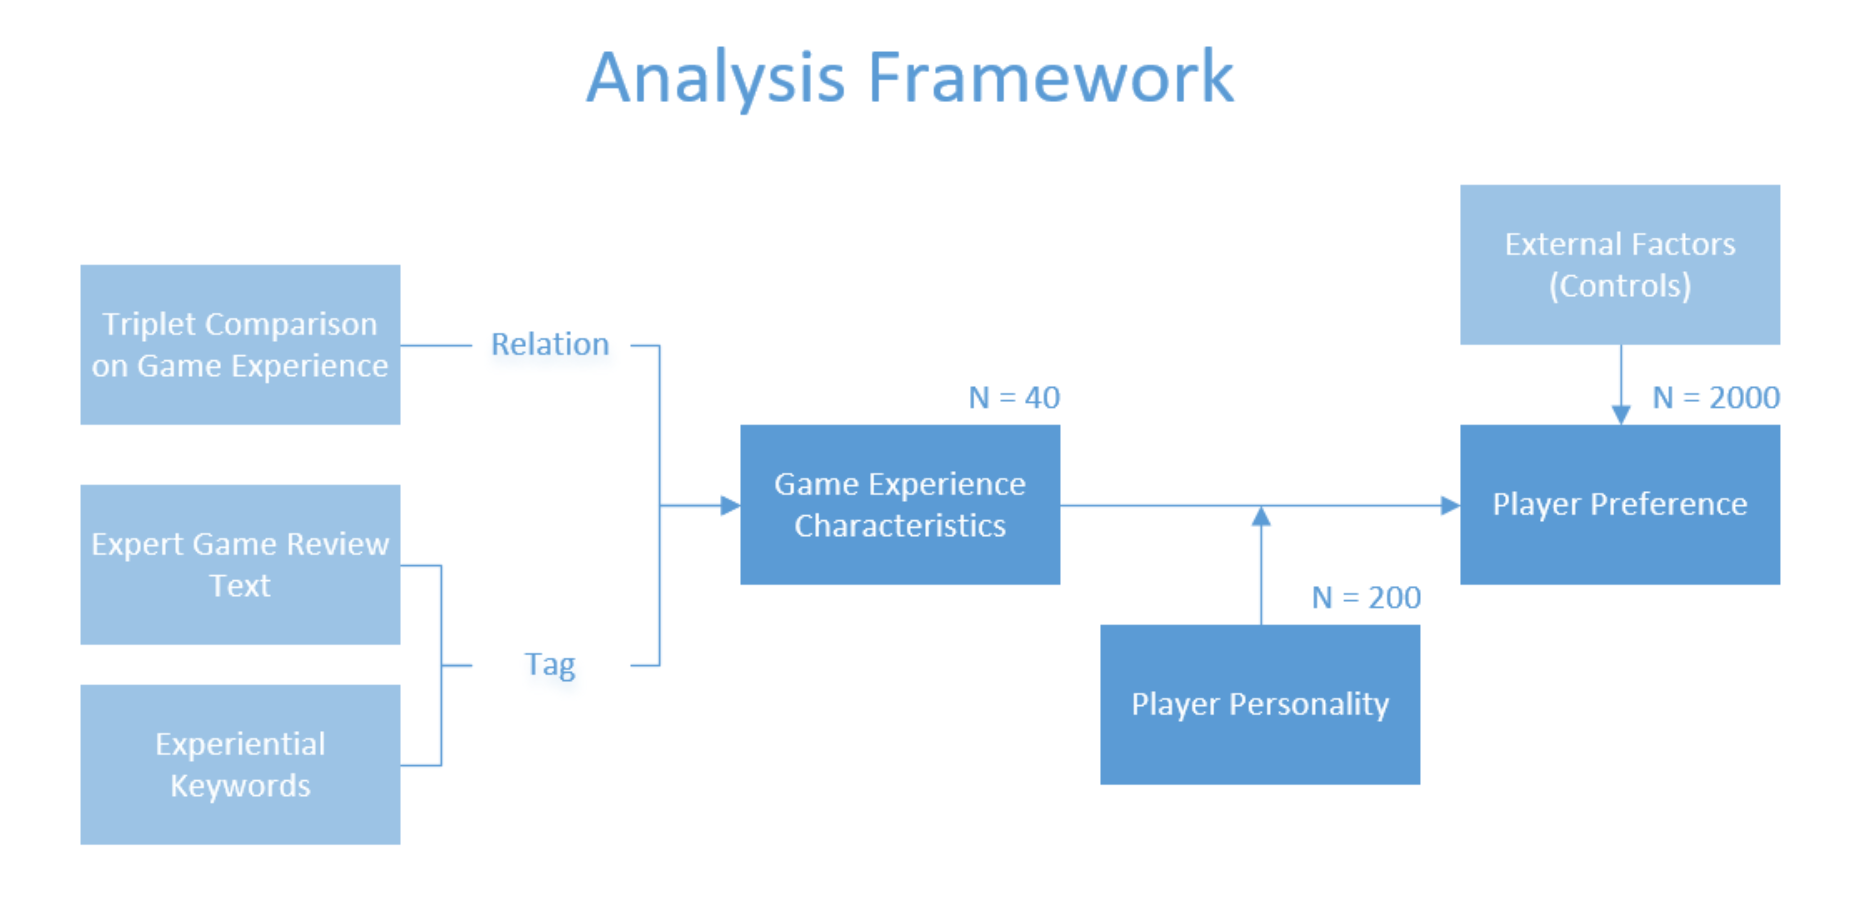 Analysis Framework
External Factors
(Controls)
Triplet Comparison
on Game Experience
Relation
N = 40
N = 2000
Game Experience
Characteristics
Player Preference
Expert Game Review
Text
N = 200
Tag
Player Personality
Experiential
Keywords